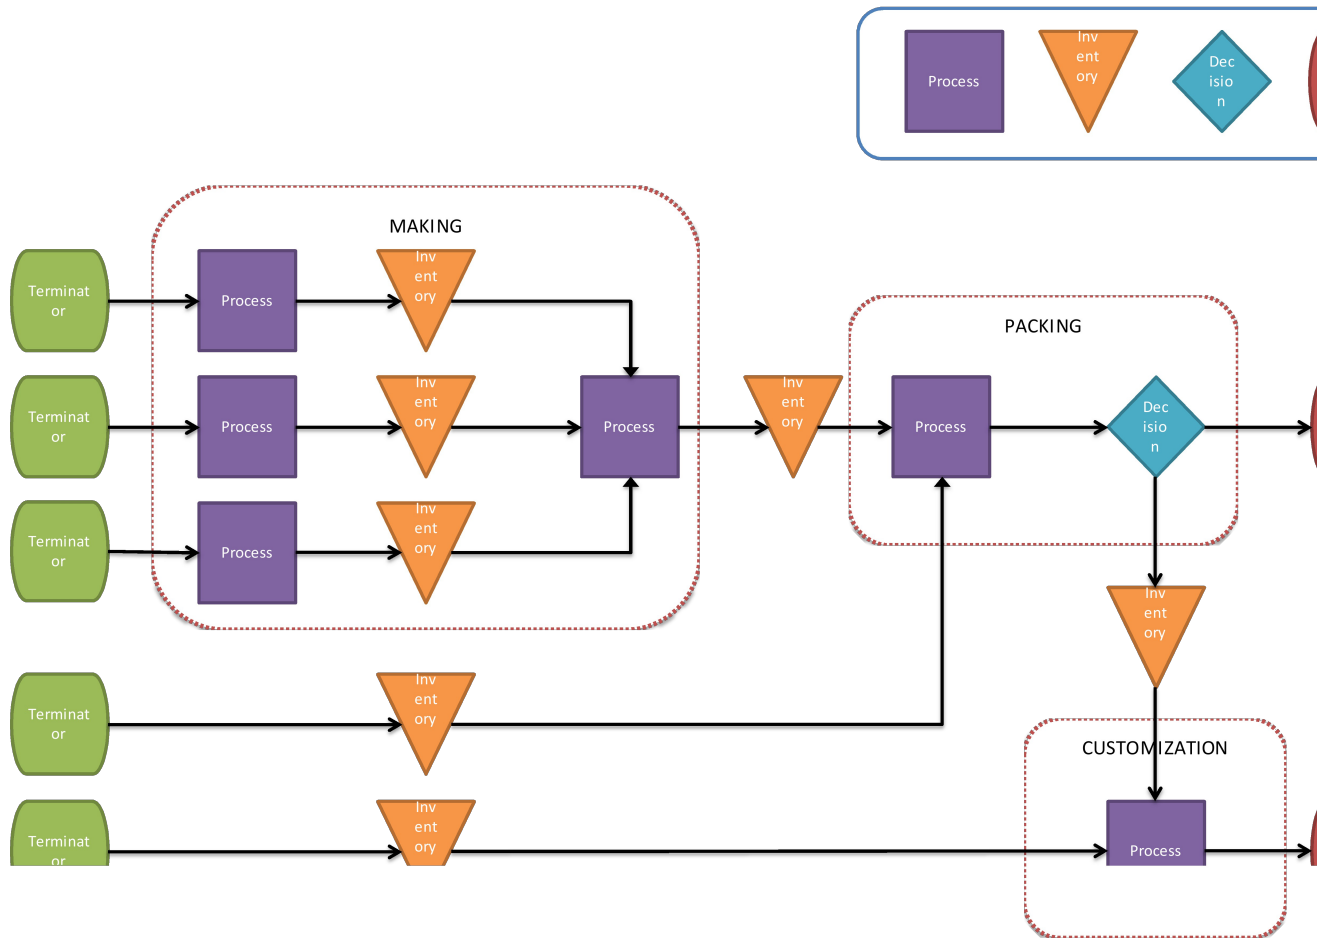 Process
Inv
ent
ory
Dec
isio
n
MAKING
Terminat
or
Process
Inv
ent
ory
PACKING
Terminat
or
Process
Inv
ent
ory
Process
Inv
ent
ory
Process
Dec
isio
n
Terminat
or
Process
Inv
ent
ory
Inv
ent
ory
Terminat
or
Inv
ent
ory
CUSTOMIZATION
Terminat
or
Inv
ent
ory
Process